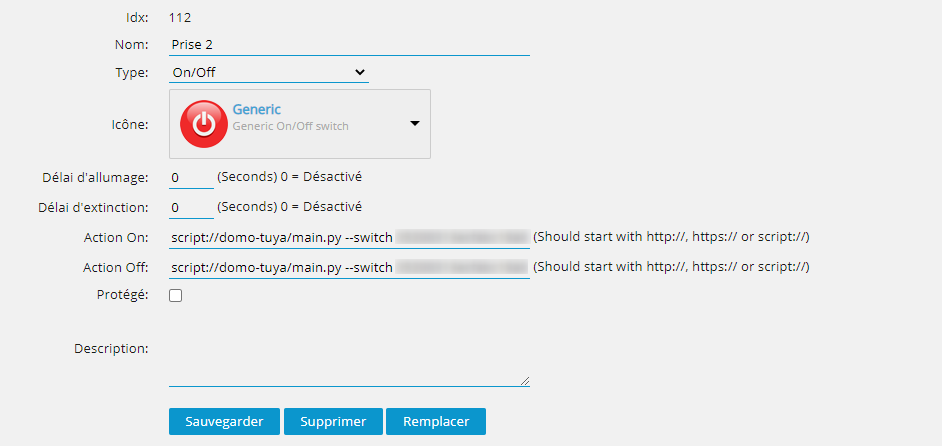 Idx: 112
Nom: Prise 2
Type: On/Off
Icône: Generic
Generic On/Off switch
Délai d'allumage: 0 (Seconds) 0 = Désactivé
Délai d'extinction: 0 (Seconds) 0 = Désactivé
Action On: script://domo-tuya/main.py --switch (Should start with http://, https:// or script://)
Action Off: script://domo-tuya/main.py --switch (Should start with http://, https:// or script://)
Protégé:
Description:
Sauvegarder Supprimer Remplacer